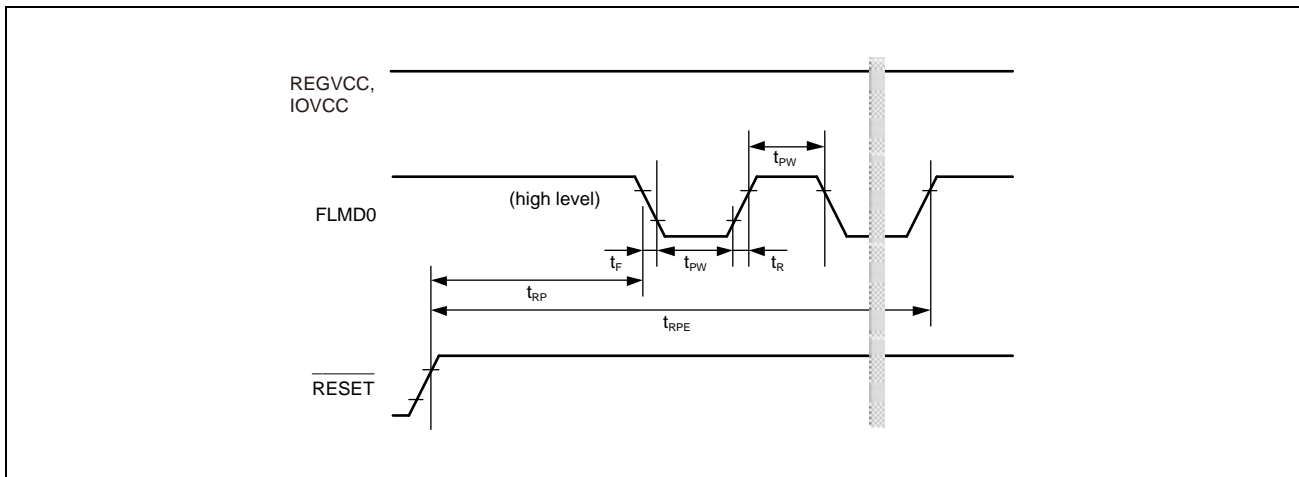 REGVCC,
IOVCC
tPW
(high level)
FLMD0
tF
tPW
tR
tRP
tRPE
RESET